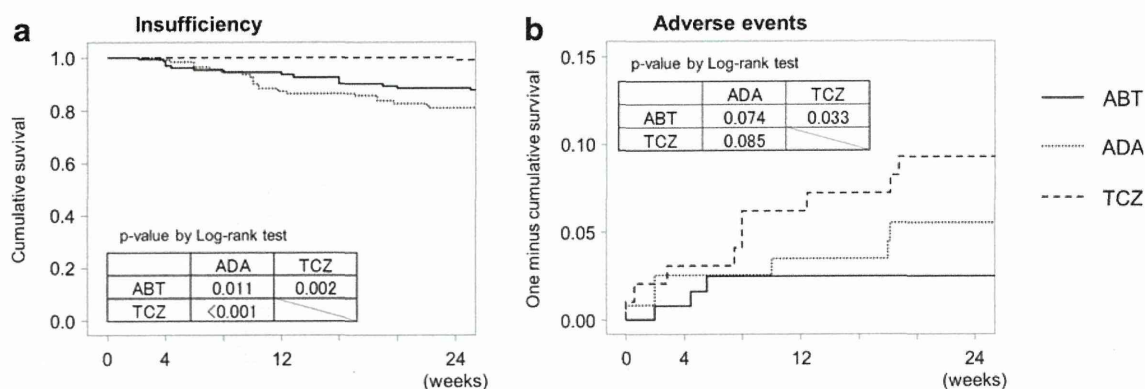 a Insufficiency
Cumulative suvival
1.0
0.8
0.6
0.4
0.2
0.0
p-value by Log-rank test
ADA TCZ
ABT 0.011 0.002
TCZ <0.001
0 4 12 24
(weeks)
b Adverse events
One minus cumulative survival
0.15
0.10
0.05
0.00
p-value by Log-rank test
ADA TCZ
ABT 0.074 0.033
TCZ 0.085
0 4 12 24
(weeks)
ABT
ADA
TCZ